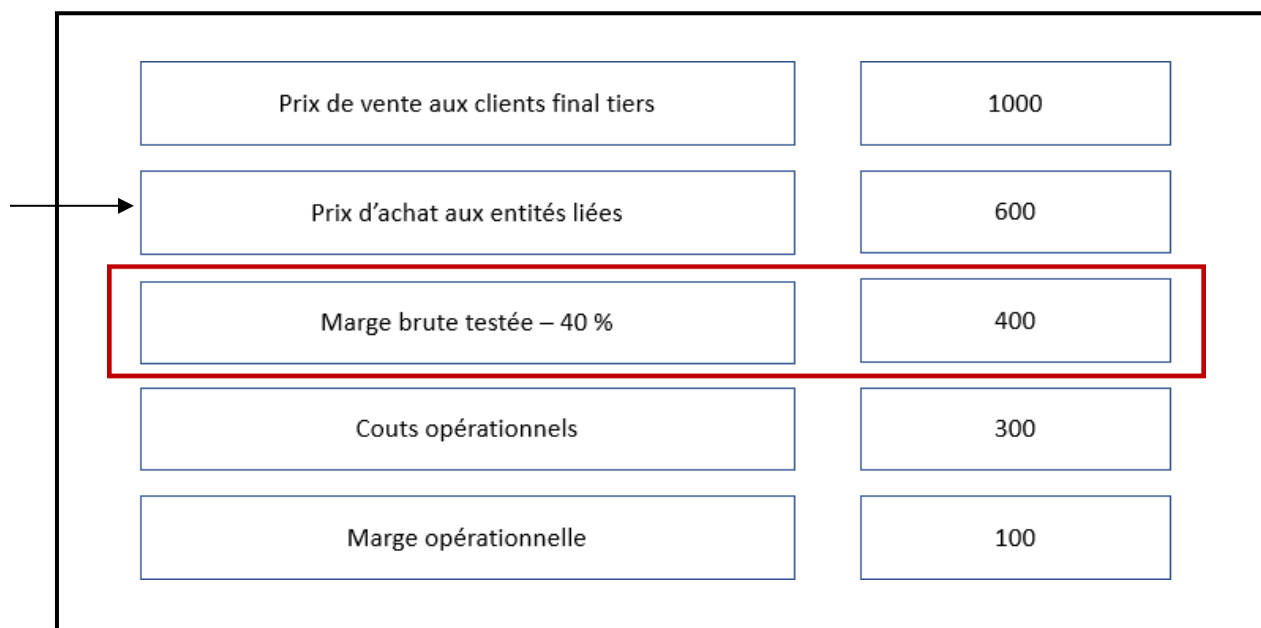 Prix de vente aux clients final tiers 1000
Prix d'achat aux entités liées 600
Marge brute testée – 40 % 400
Couts opérationnels 300
Marge opérationnelle 100